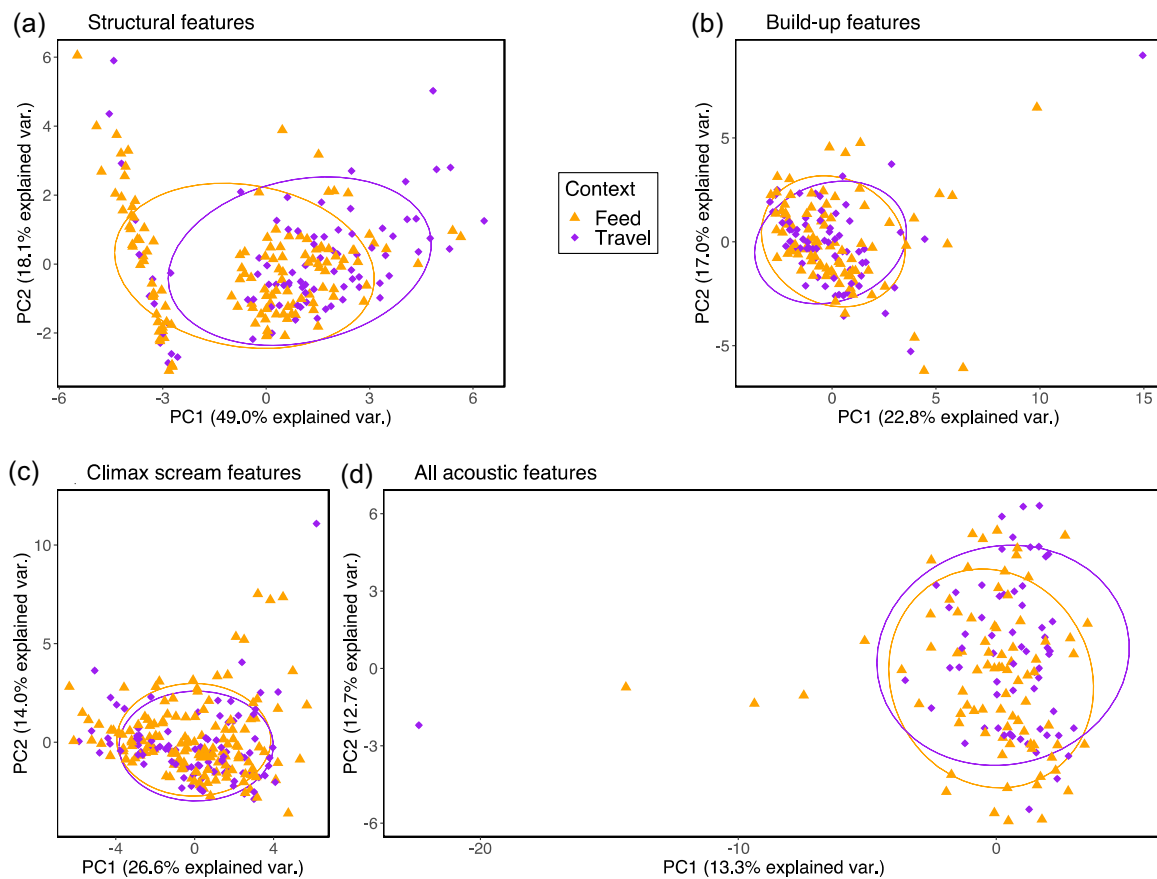 (a) Structural features
6
4
2
0
-2
PC2 (18.1% explained var.)
-6
-3
0
3
6
PC1 (49.0% explained var.)
Context
Feed
Travel
(b) Build-up features
5
0
-5
PC2 (17.0% explained var.)
0
5
10
15
PC1 (22.8% explained var.)
(c) Climax scream features
10
5
0
PC2 (14.0% explained var.)
-4
0
4
PC1 (26.6% explained var.)
(d) All acoustic features
6
3
0
-3
-6
PC2 (12.7% explained var.)
-20
-10
0
PC1 (13.3% explained var.)